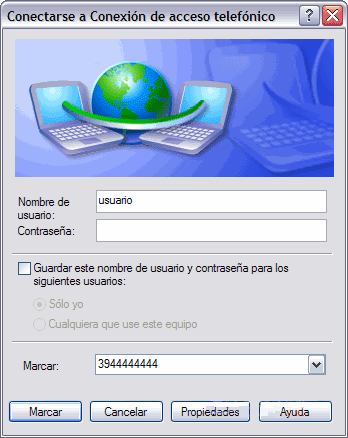 Conectarse a Conexión de acceso telefónico
Nombre de
usuario:
usuario
Contraseña:
Guardar este nombre de usuario y contraseña para los
siguientes usuarios:
Sólo yo
Cualquiera que use este equipo
Marcar:
3944444444
Marcar
Cancelar
Propiedades
Ayuda